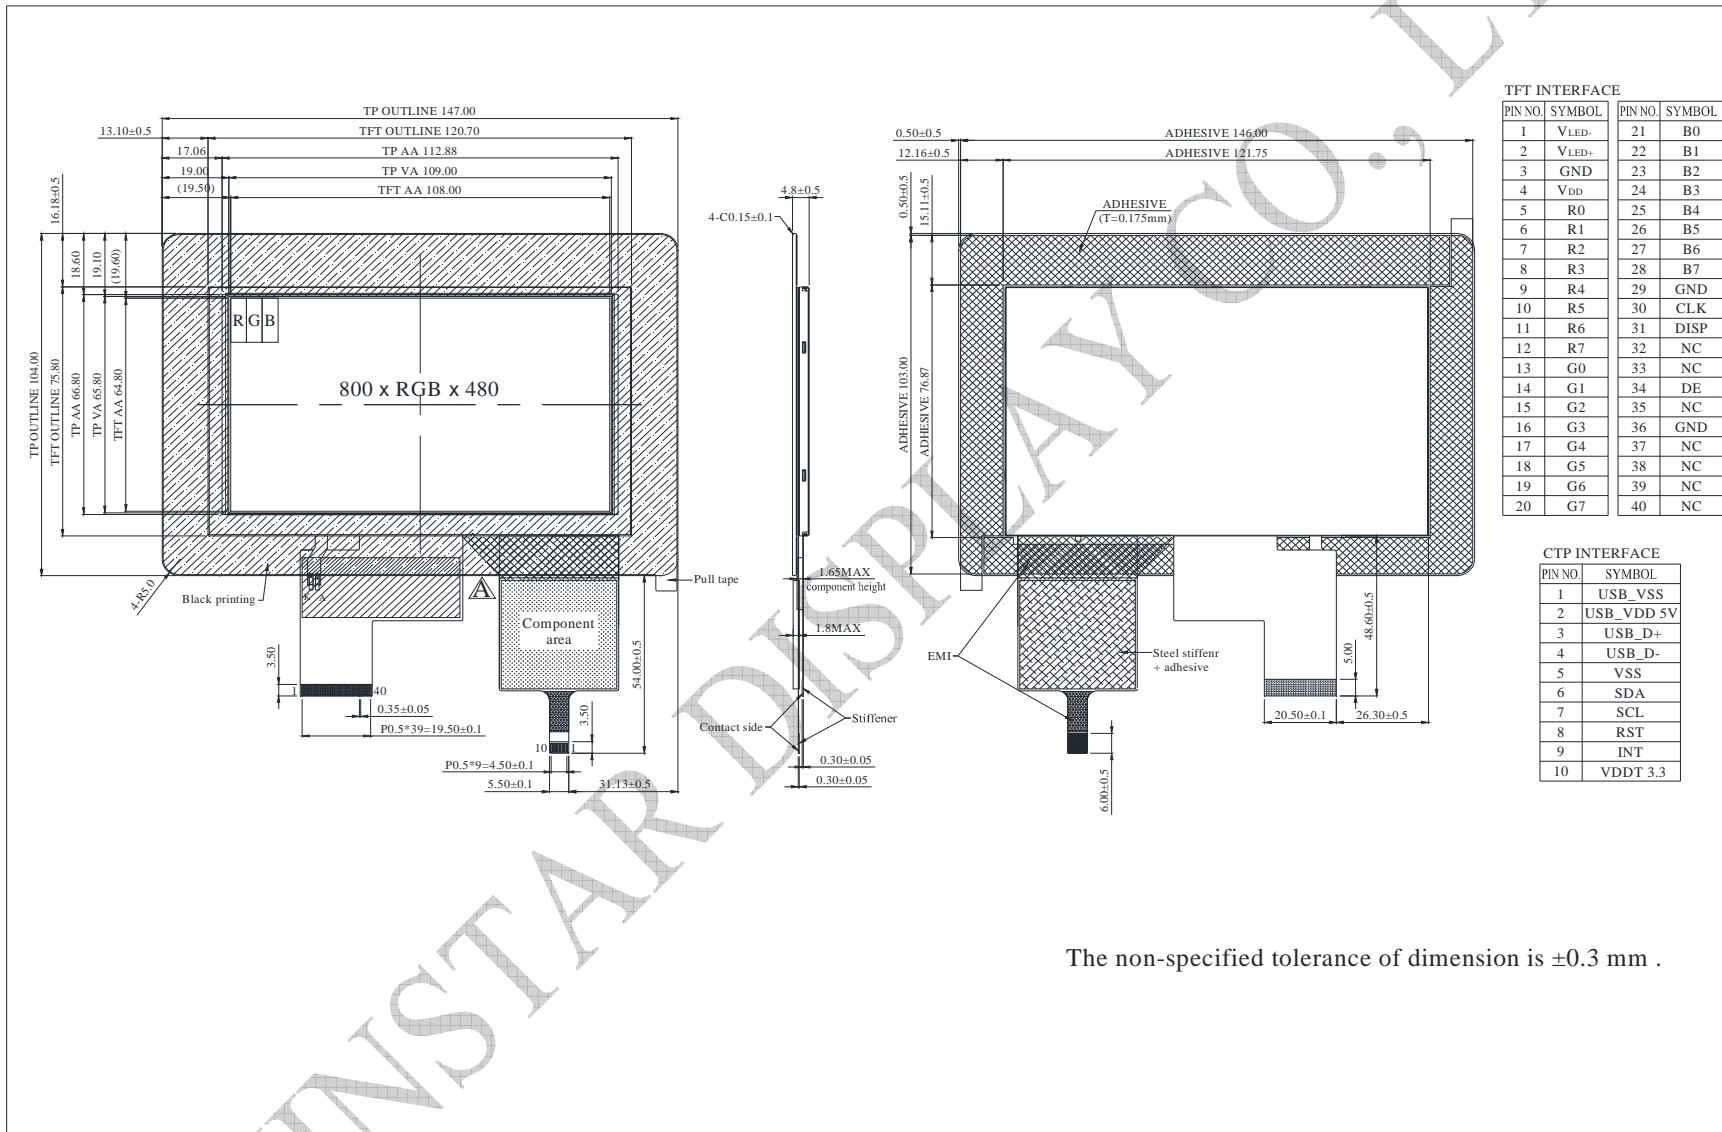 TP OUTLINE 147.00
13.10±0.5
TFT OUTLINE 120.70
17.06
TP AA 112.88
19.00
TP VA 109.00
(19.50)
TFT AA 108.00
16.18±0.5
18.60
19.10
(19.60)
TP OUTLINE 104.00
TFT OUTLINE 75.80
TP AA 66.80
TP VA 65.80
TFT AA 64.80
R G B
800 x RGB x 480
4-R5.0
Black printing
K A
A
Component
area
Pull tape
3.50
1
40
0.35±0.05
P0.5*39=19.50±0.1
54.00±0.5
3.50
10
1
P0.5*9=4.50±0.1
5.50±0.1
31.13±0.5
4.8±0.5
4-C0.15±0.1
1.65MAX
component height
1.8MAX
Contact side
Stiffener
0.30±0.05
0.30±0.05
0.50±0.5
ADHESIVE 146.00
12.16±0.5
ADHESIVE 121.75
0.50±0.5
15.11±0.5
ADHESIVE
(T=0.175mm)
ADHESIVE 103.00
ADHESIVE 76.87
EMI
Steel stiffenr
+ adhesive
48.60±0.5
5.00
20.50±0.1
26.30±0.5
6.00±0.5
TFT INTERFACE
PIN NO. SYMBOL PIN NO. SYMBOL
1 VLED- 21 B0
2 VLED+ 22 B1
3 GND 23 B2
4 VDD 24 B3
5 R0 25 B4
6 R1 26 B5
7 R2 27 B6
8 R3 28 B7
9 R4 29 GND
10 R5 30 CLK
11 R6 31 DISP
12 R7 32 NC
13 G0 33 NC
14 G1 34 DE
15 G2 35 NC
16 G3 36 GND
17 G4 37 NC
18 G5 38 NC
19 G6 39 NC
20 G7 40 NC
CTP INTERFACE
PIN NO. SYMBOL
1 USB_VSS
2 USB_VDD 5V
3 USB_D+
4 USB_D-
5 VSS
6 SDA
7 SCL
8 RST
9 INT
10 VDDT 3.3
The non-specified tolerance of dimension is ±0.3 mm .
INSTAR DISPLAY CO., L